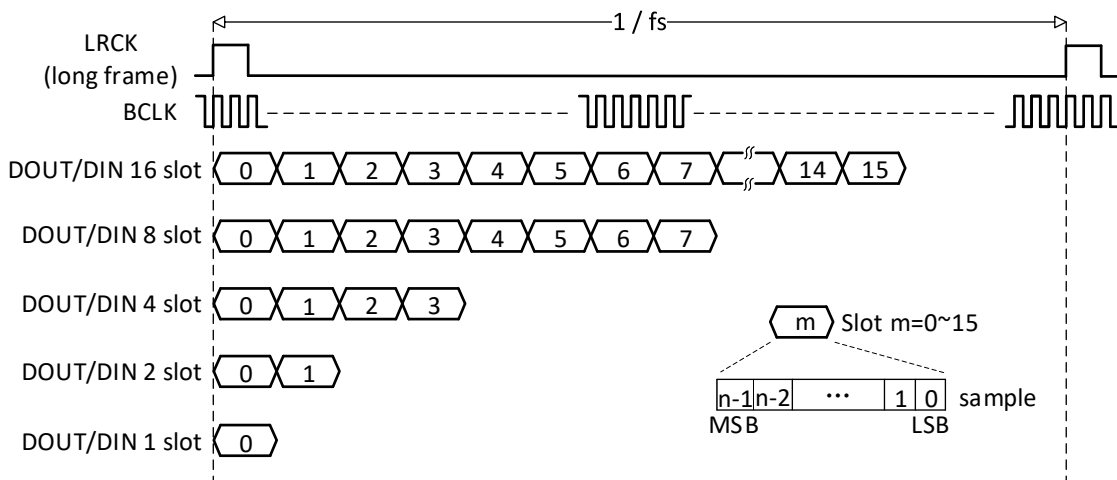 1 / fs
LRCK
(long frame)
BCLK
DOUT/DIN 16 slot 0 1 2 3 4 5 6 7 14 15
DOUT/DIN 8 slot 0 1 2 3 4 5 6 7
DOUT/DIN 4 slot 0 1 2 3
m Slot m=0~15
DOUT/DIN 2 slot 0 1
n-1 n-2 ··· 1 0 sample
MSB LSB
DOUT/DIN 1 slot 0